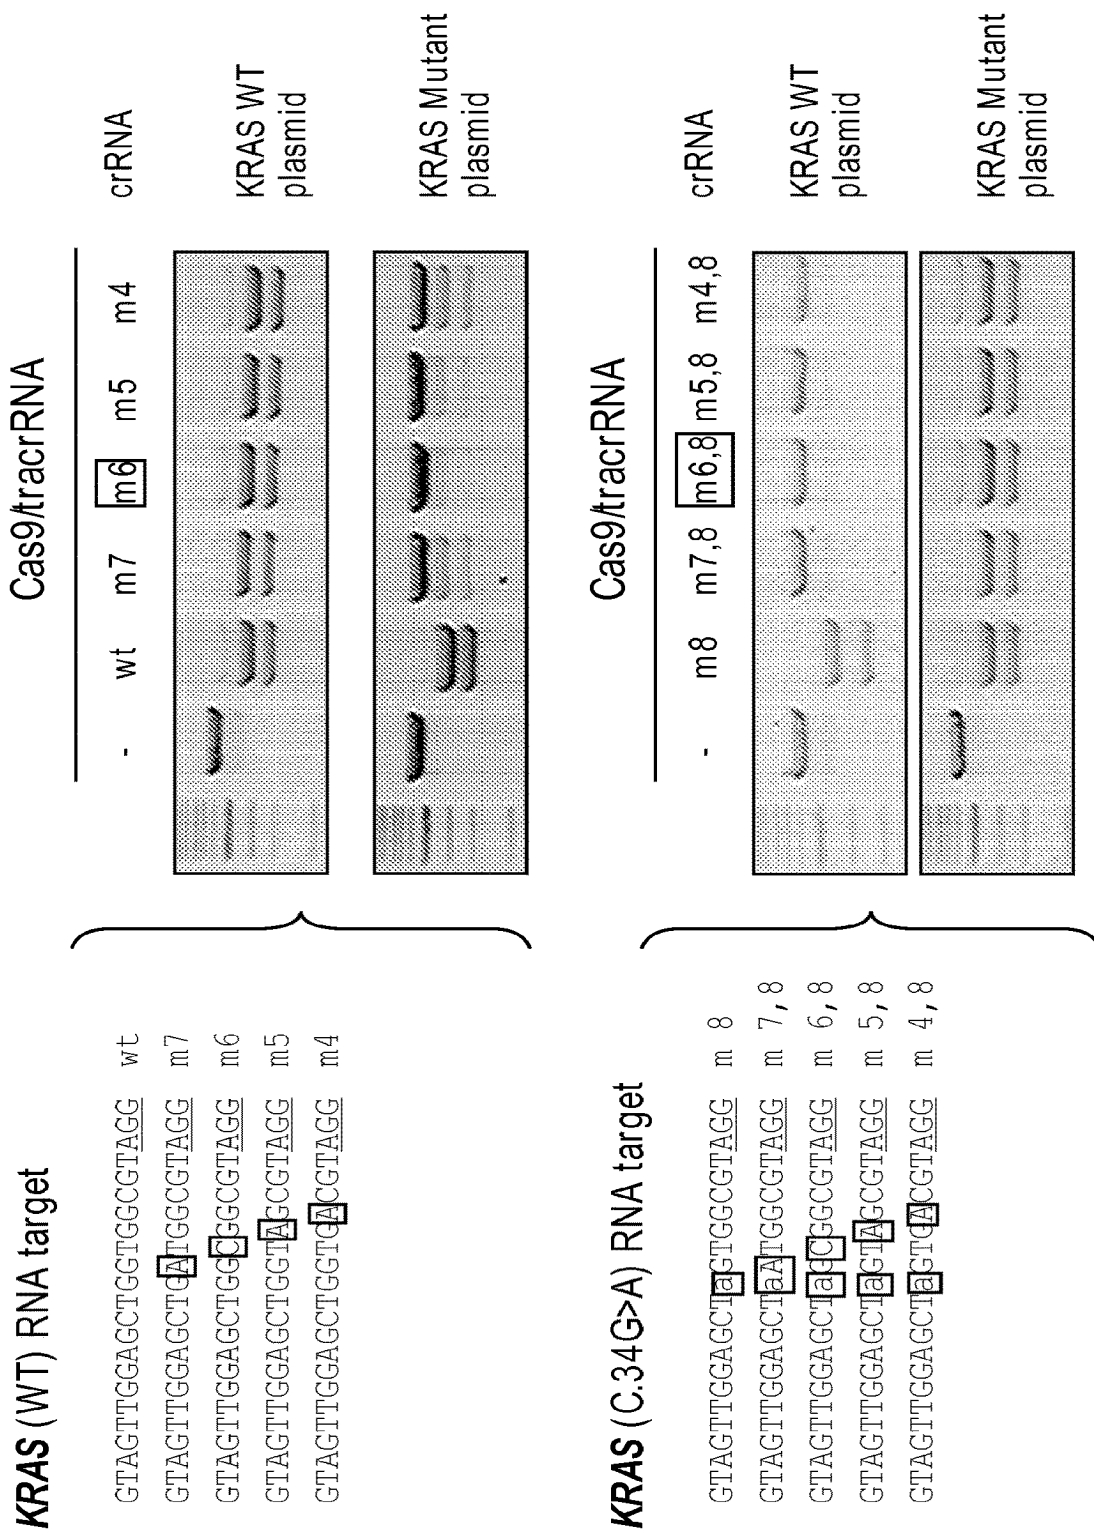 KRAS (WT) RNA target
GTAGTTGGAGCTGGTGGCGTAGG wt
GTAGTTGGAGCTGATGGCGTAGG m7
GTAGTTGGAGCTGGCGGCGTAGG m6
GTAGTTGGAGCTGGTAGCGTAGG m5
GTAGTTGGAGCTGGTGACGTAGG m4
Cas9/tracrRNA
- wt m7 m6 m5 m4 crRNA
KRAS WT
plasmid
KRAS Mutant
plasmid
KRAS (C.34G>A) RNA target
GTAGTTGGAGCTaGTGGCGTAGG m 8
GTAGTTGGAGCTaATGGCGTAGG m 7,8
GTAGTTGGAGCTaGCGGCGTAGG m 6,8
GTAGTTGGAGCTaGTAGCGTAGG m 5,8
GTAGTTGGAGCTaGTGACGTAGG m 4,8
Cas9/tracrRNA
- m8 m7,8 m6,8 m5,8 m4,8 crRNA
KRAS WT
plasmid
KRAS Mutant
plasmid